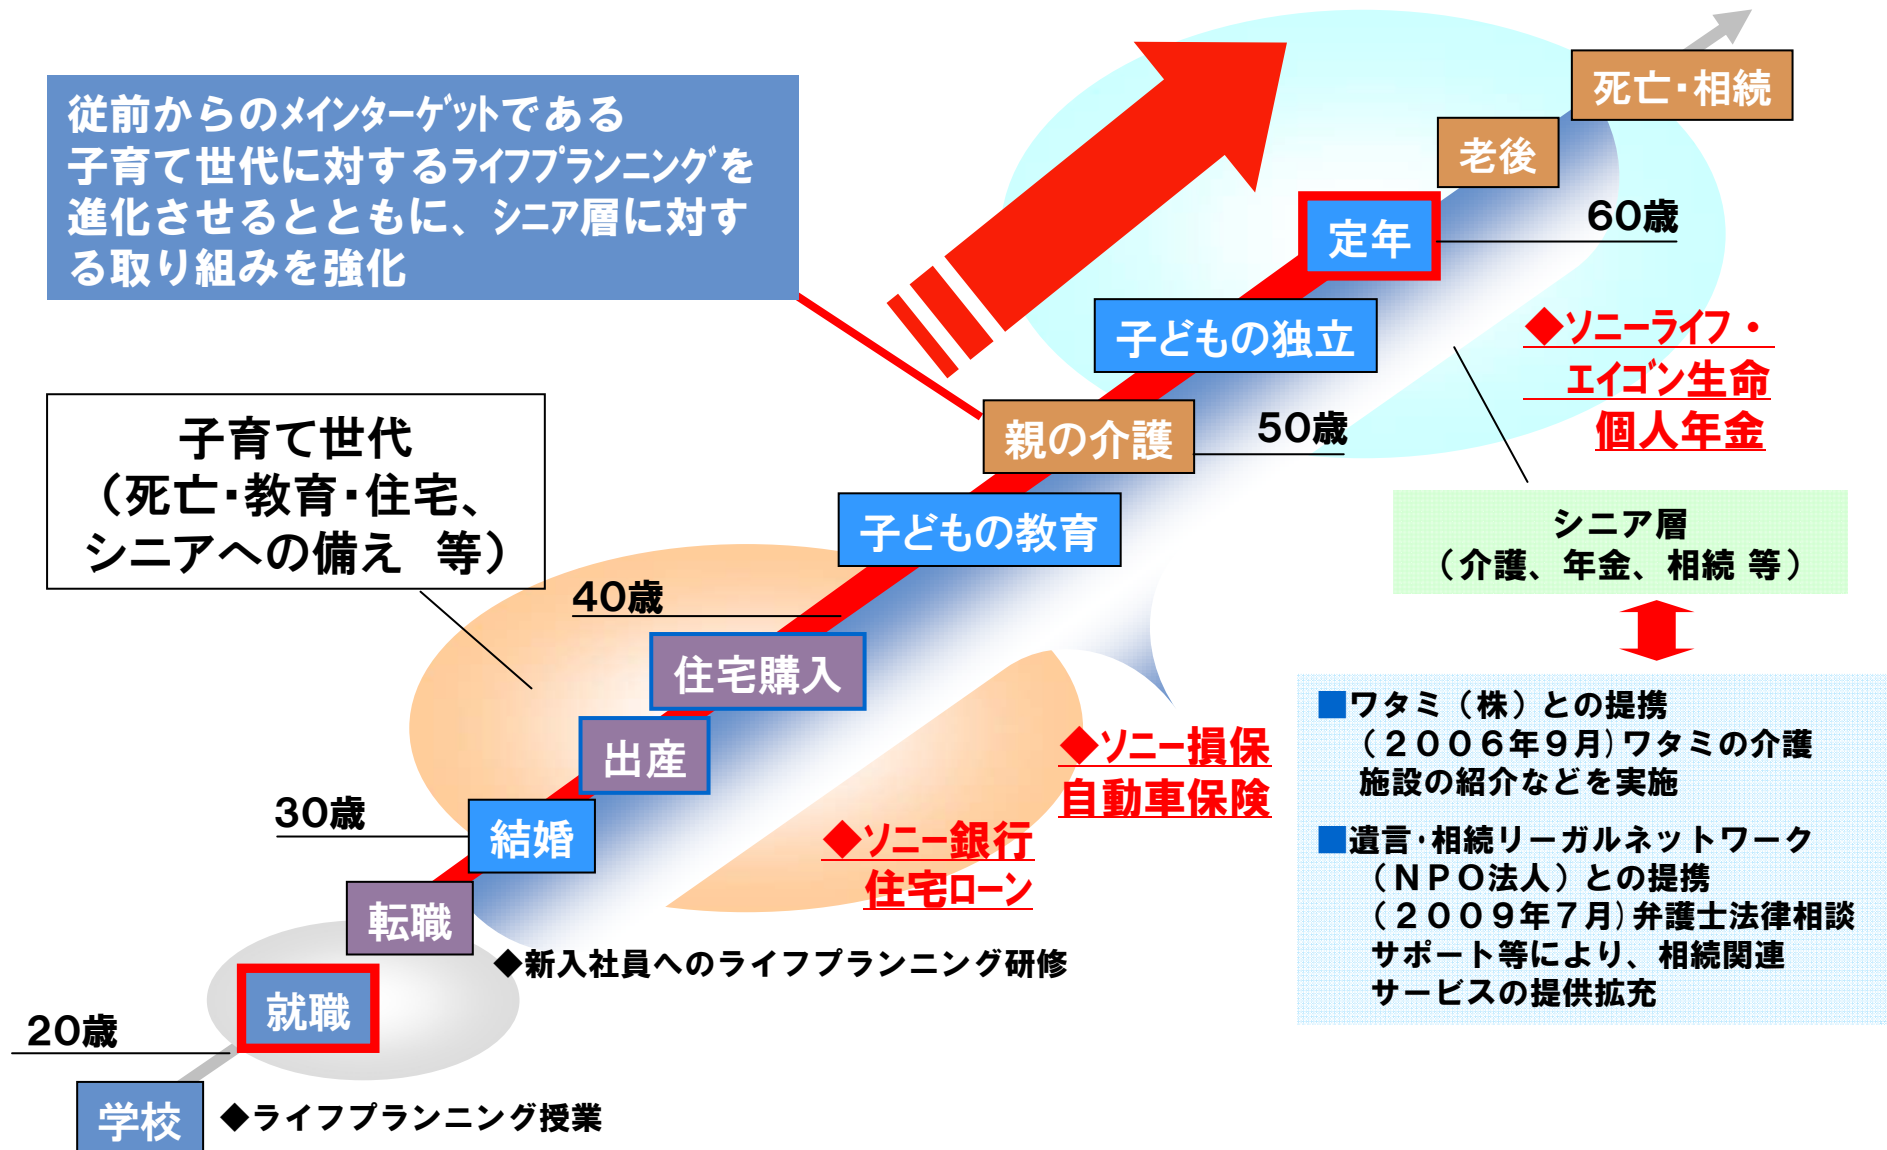 従前からのﾒｲﾝﾀｰｹﾞｯﾄである
子育て世代に対するﾗｲﾌﾌﾟﾗﾝﾆﾝｸﾞを
進化させるとともに、ｼﾆｱ層に対す
る取り組みを強化
死亡・相続
老後
60歳
定年
子どもの独立
◆ｿﾆｰﾗｲﾌ・
ｴｲｺﾞﾝ生命
個人年金
親の介護
50歳
子育て世代
（死亡・教育・住宅、
シニアへの備え　等）
子どもの教育
シニア層
（介護、年金、相続 等）
40歳
住宅購入
出産
◆ｿﾆｰ損保
自動車保険
■ワタミ（株）との提携
（２００６年９月)ワタミの介護
施設の紹介などを実施
30歳
結婚
◆ｿﾆｰ銀行
住宅ﾛｰﾝ
■遺言・相続リーガルネットワーク
（ＮＰＯ法人）との提携
（２００９年７月)弁護士法律相談
サポート等により、相続関連
サービスの提供拡充
転職
◆新入社員へのライフプランニング研修
就職
20歳
学校
◆ライフプランニング授業